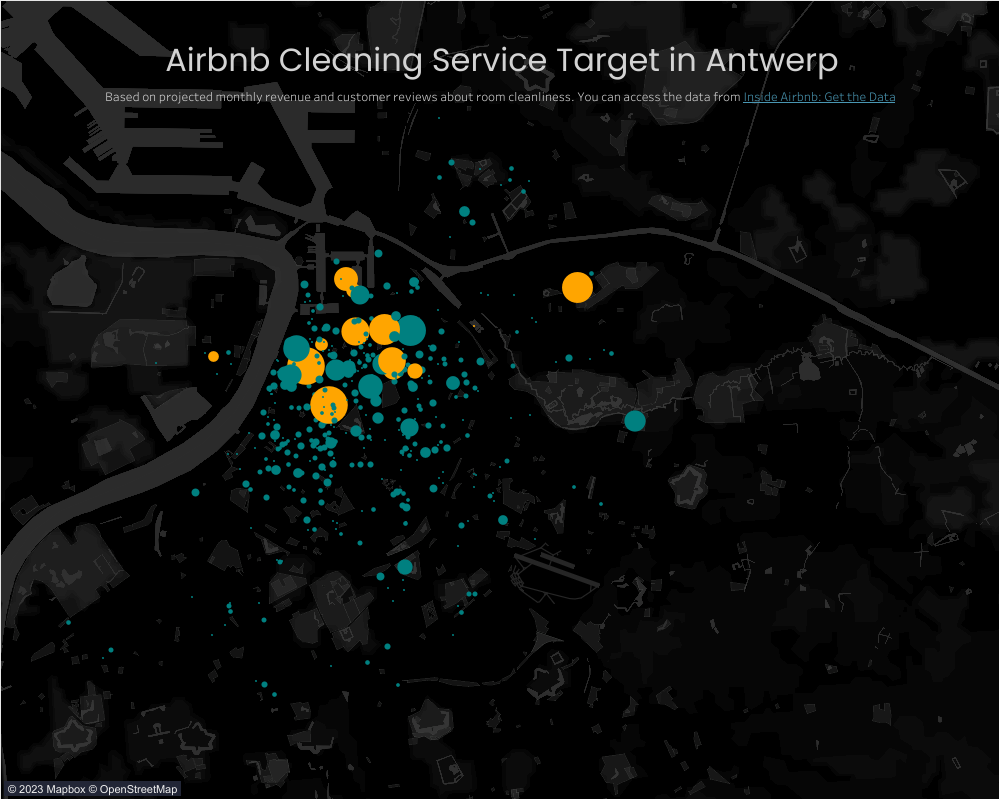 Airbnb Cleaning Service Target in Antwerp
Based on projected monthly revenue and customer reviews about room cleanliness. You can access the data from Inside Airbnb: Get the Data
© 2023 Mapbox © OpenStreetMap